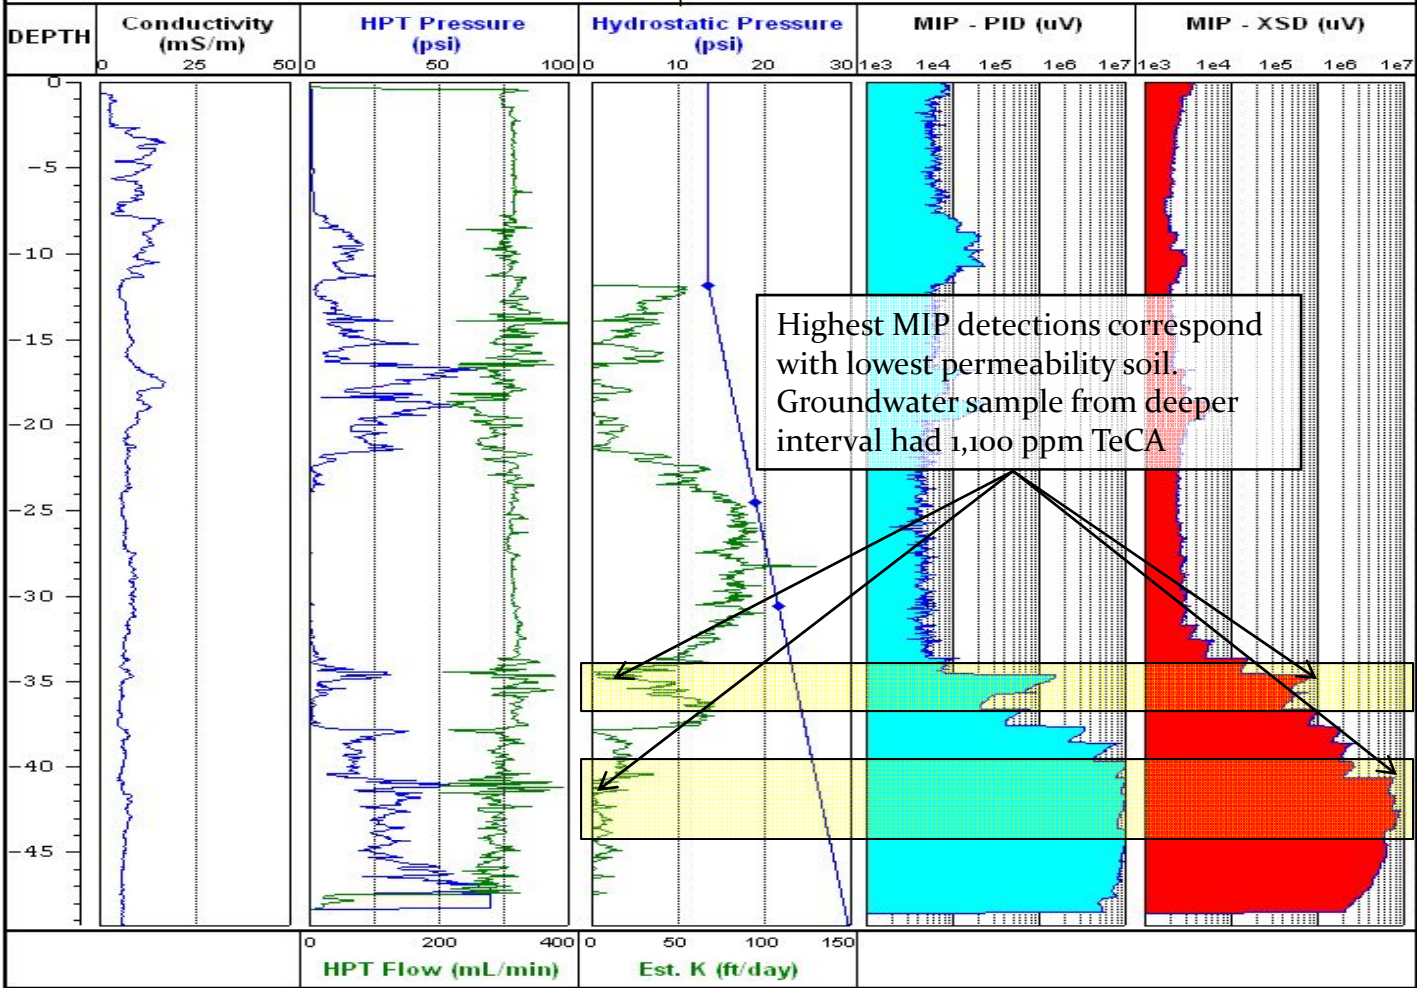 DEPTH
Conductivity
(mS/m)
HPT Pressure
(psi)
Hydrostatic Pressure
(psi)
MIP - PID (uV)
MIP - XSD (uV)
0 25 50
0 50 100
0 10 20 30
1e3 1e4 1e5 1e6 1e7
1e3 1e4 1e5 1e6 1e7
0
-5
-10
-15
-20
-25
-30
-35
-40
-45
Highest MIP detections correspond
with lowest permeability soil.
Groundwater sample from deeper
interval had 1,100 ppm TeCA
0 200 400
0 50 100 150
HPT Flow (mL/min)
Est. K (ft/day)